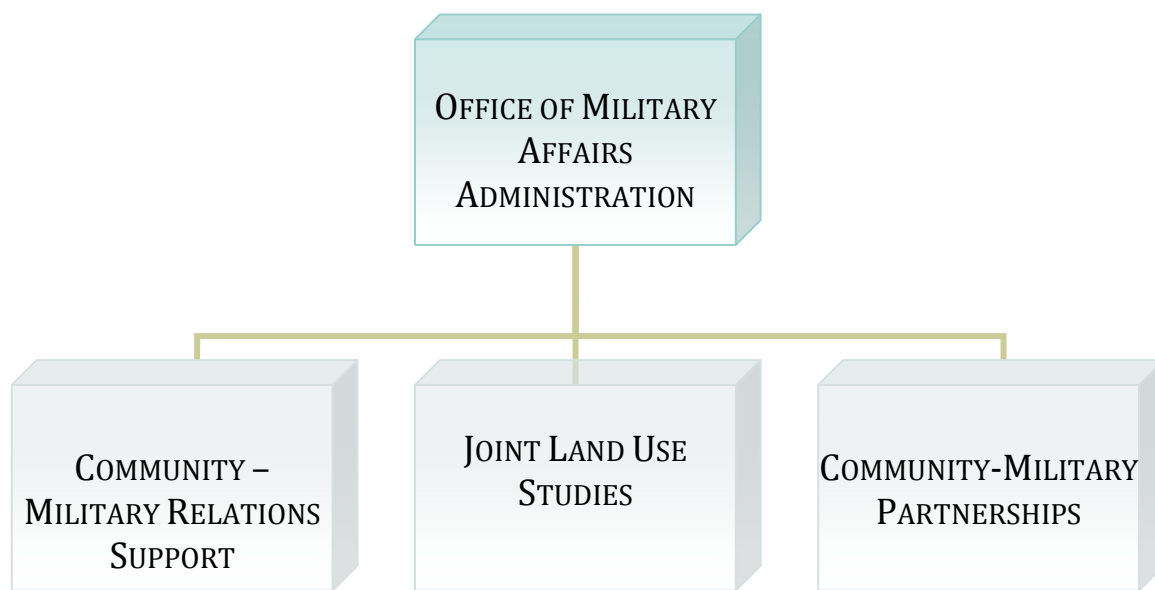 OFFICE OF MILITARY
AFFAIRS
ADMINISTRATION
COMMUNITY –
MILITARY RELATIONS
SUPPORT
JOINT LAND USE
STUDIES
COMMUNITY-MILITARY
PARTNERSHIPS